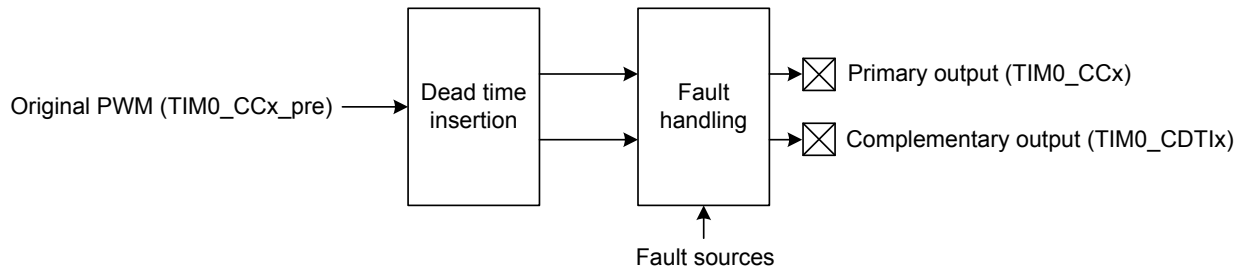 Original PWM (TIM0_CCx_pre)
Dead time
insertion
Fault
handling
Primary output (TIM0_CCx)
Complementary output (TIM0_CDTIx)
Fault sources